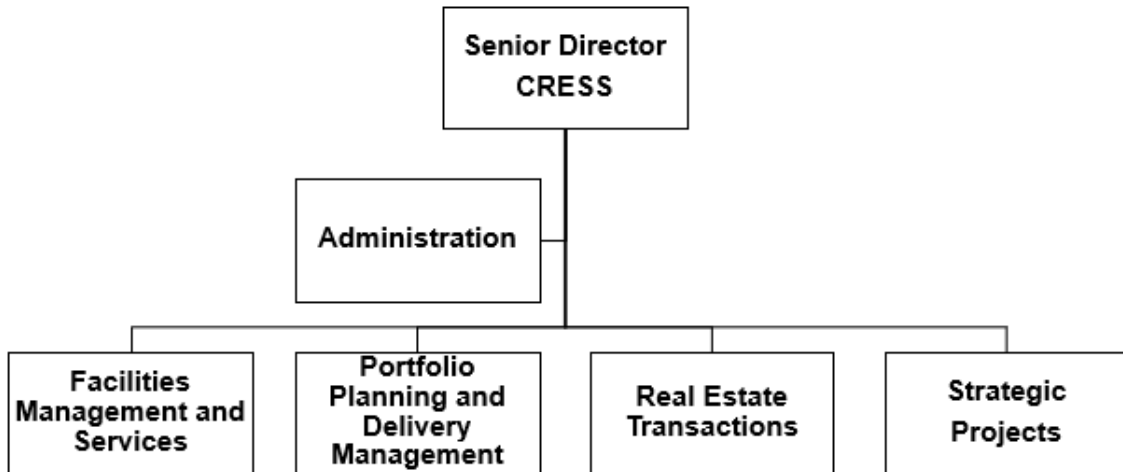 Senior Director
CRESS
Administration
Facilities
Management and
Services
Portfolio
Planning and
Delivery
Management
Real Estate
Transactions
Strategic
Projects